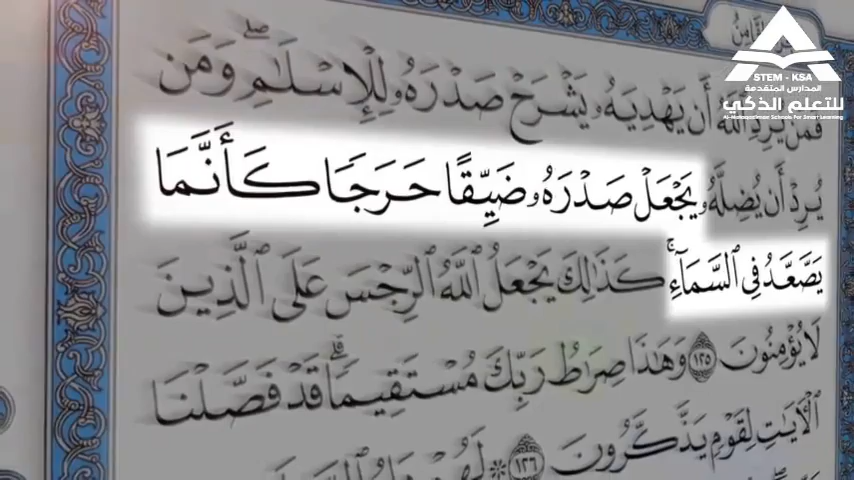 STEM - KSA
المدارس المتقدمة
للتعلم الذكي
فَمَن يُرِدِ ٱللَّهُ أَن يَهْدِيَهُۥ يَشْرَحْ صَدْرَهُۥ لِلْإِسْلَٰمِۖ وَمَن
يُرِدْ أَن يُضِلَّهُۥ يَجْعَلْ صَدْرَهُۥ ضَيِّقًا حَرَجًا كَأَنَّمَا
يَصَّعَّدُ فِى ٱلسَّمَآءِۚ كَذَٰلِكَ يَجْعَلُ ٱللَّهُ ٱلرِّجْسَ عَلَى ٱلَّذِينَ
لَا يُؤْمِنُونَ ١٢٥ وَهَٰذَا صِرَٰطُ رَبِّكَ مُسْتَقِيمًاۗ قَدْ فَصَّلْنَا
ٱلْءَايَٰتِ لِقَوْمٍ يَذَّكَّرُونَ ١٢٦